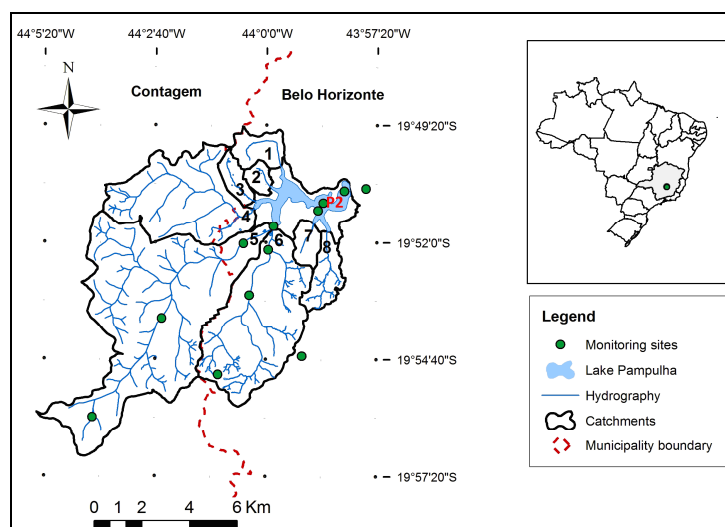 44°5'20"W 44°2'40"W 44°0'0"W 43°57'20"W
N
Contagem
Belo Horizonte
19°49'20"S
1
2
3
P2
4
19°52'0"S
5
6
7
8
19°54'40"S
19°57'20"S
0 1 2 4 6 Km
Legend
Monitoring sites
Lake Pampulha
Hydrography
Catchments
Municipality boundary